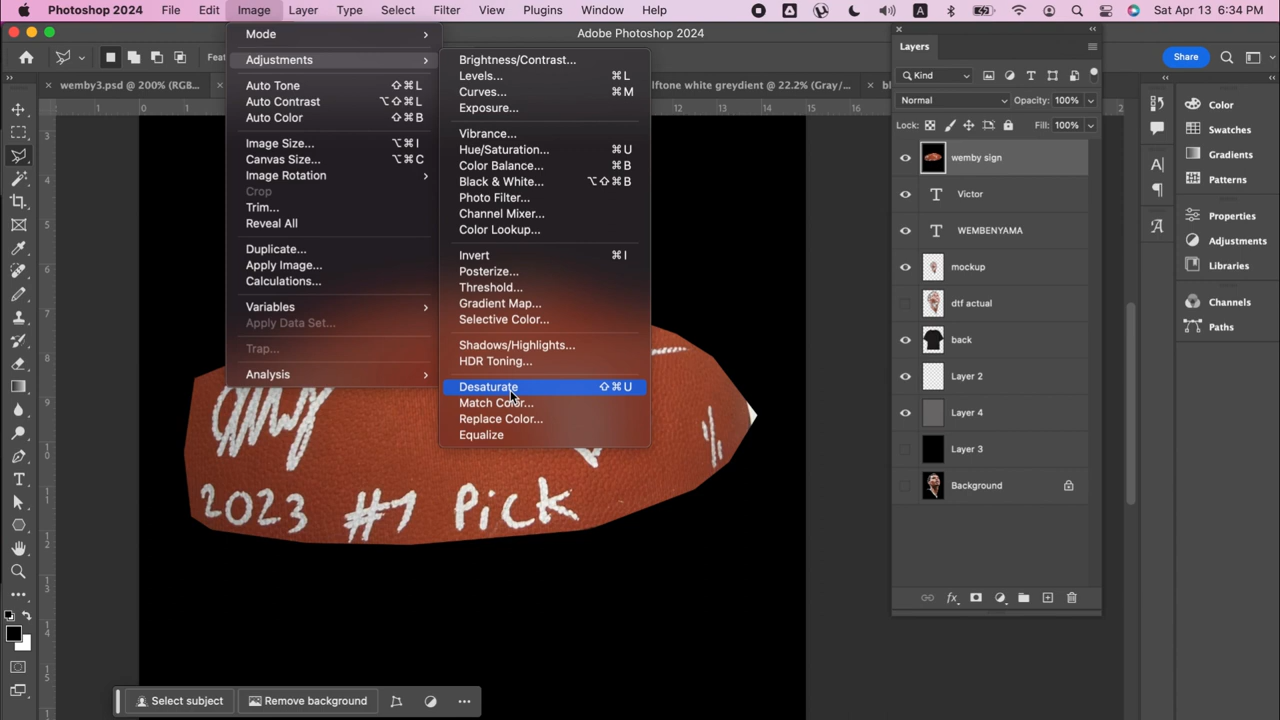 Photoshop 2024 File Edit Image Layer Type Select Filter View Plugins Window Help Sat Apr 13 6:34 PM
Adobe Photoshop 2024
Share
Feat
wemby3.psd @ 200% (RGB...
lftone white greydient @ 22.2% (Gray/...
bl
Mode
Adjustments
Auto Tone ⇧⌘L
Auto Contrast ⌥⇧⌘L
Auto Color ⇧⌘B
Image Size... ⌥⌘I
Canvas Size... ⌥⌘C
Image Rotation
Crop
Trim...
Reveal All
Duplicate...
Apply Image...
Calculations...
Variables
Apply Data Set...
Trap...
Analysis
Brightness/Contrast...
Levels... ⌘L
Curves... ⌘M
Exposure...
Vibrance...
Hue/Saturation... ⌘U
Color Balance... ⌘B
Black & White... ⌥⇧⌘B
Photo Filter...
Channel Mixer...
Color Lookup...
Invert ⌘I
Posterize...
Threshold...
Gradient Map...
Selective Color...
Shadows/Highlights...
HDR Toning...
Desaturate ⇧⌘U
Match Color...
Replace Color...
Equalize
2023 #1 Pick
Layers
Kind
Normal Opacity: 100%
Lock: Fill: 100%
wemby sign
Victor
WEMBENYAMA
mockup
dtf actual
back
Layer 2
Layer 4
Layer 3
Background
Color
Swatches
Gradients
Patterns
Properties
Adjustments
Libraries
Channels
Paths
Select subject Remove background